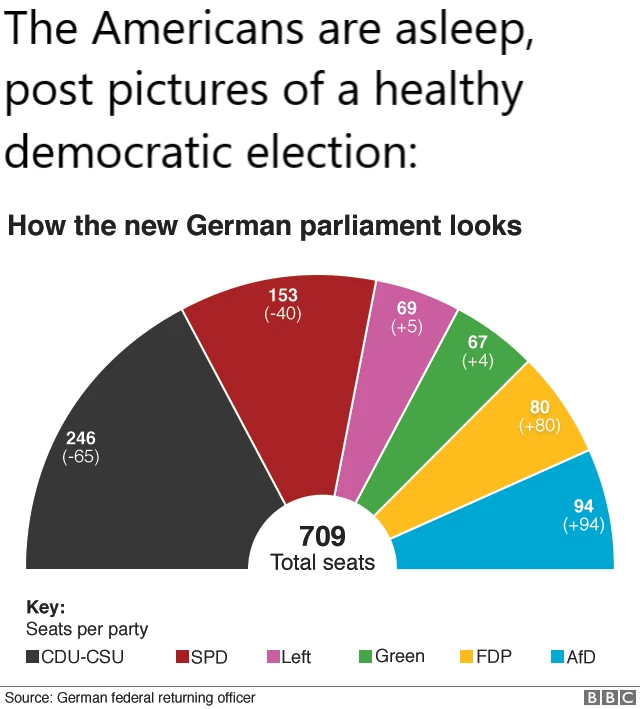 The Americans are asleep,
post pictures of a healthy
democratic election:
How the new German parliament looks
246
(-65)
153
(-40)
69
(+5)
67
(+4)
80
(+80)
94
(+94)
709
Total seats
Key:
Seats per party
CDU-CSU SPD Left Green FDP AfD
Source: German federal returning officer BBC